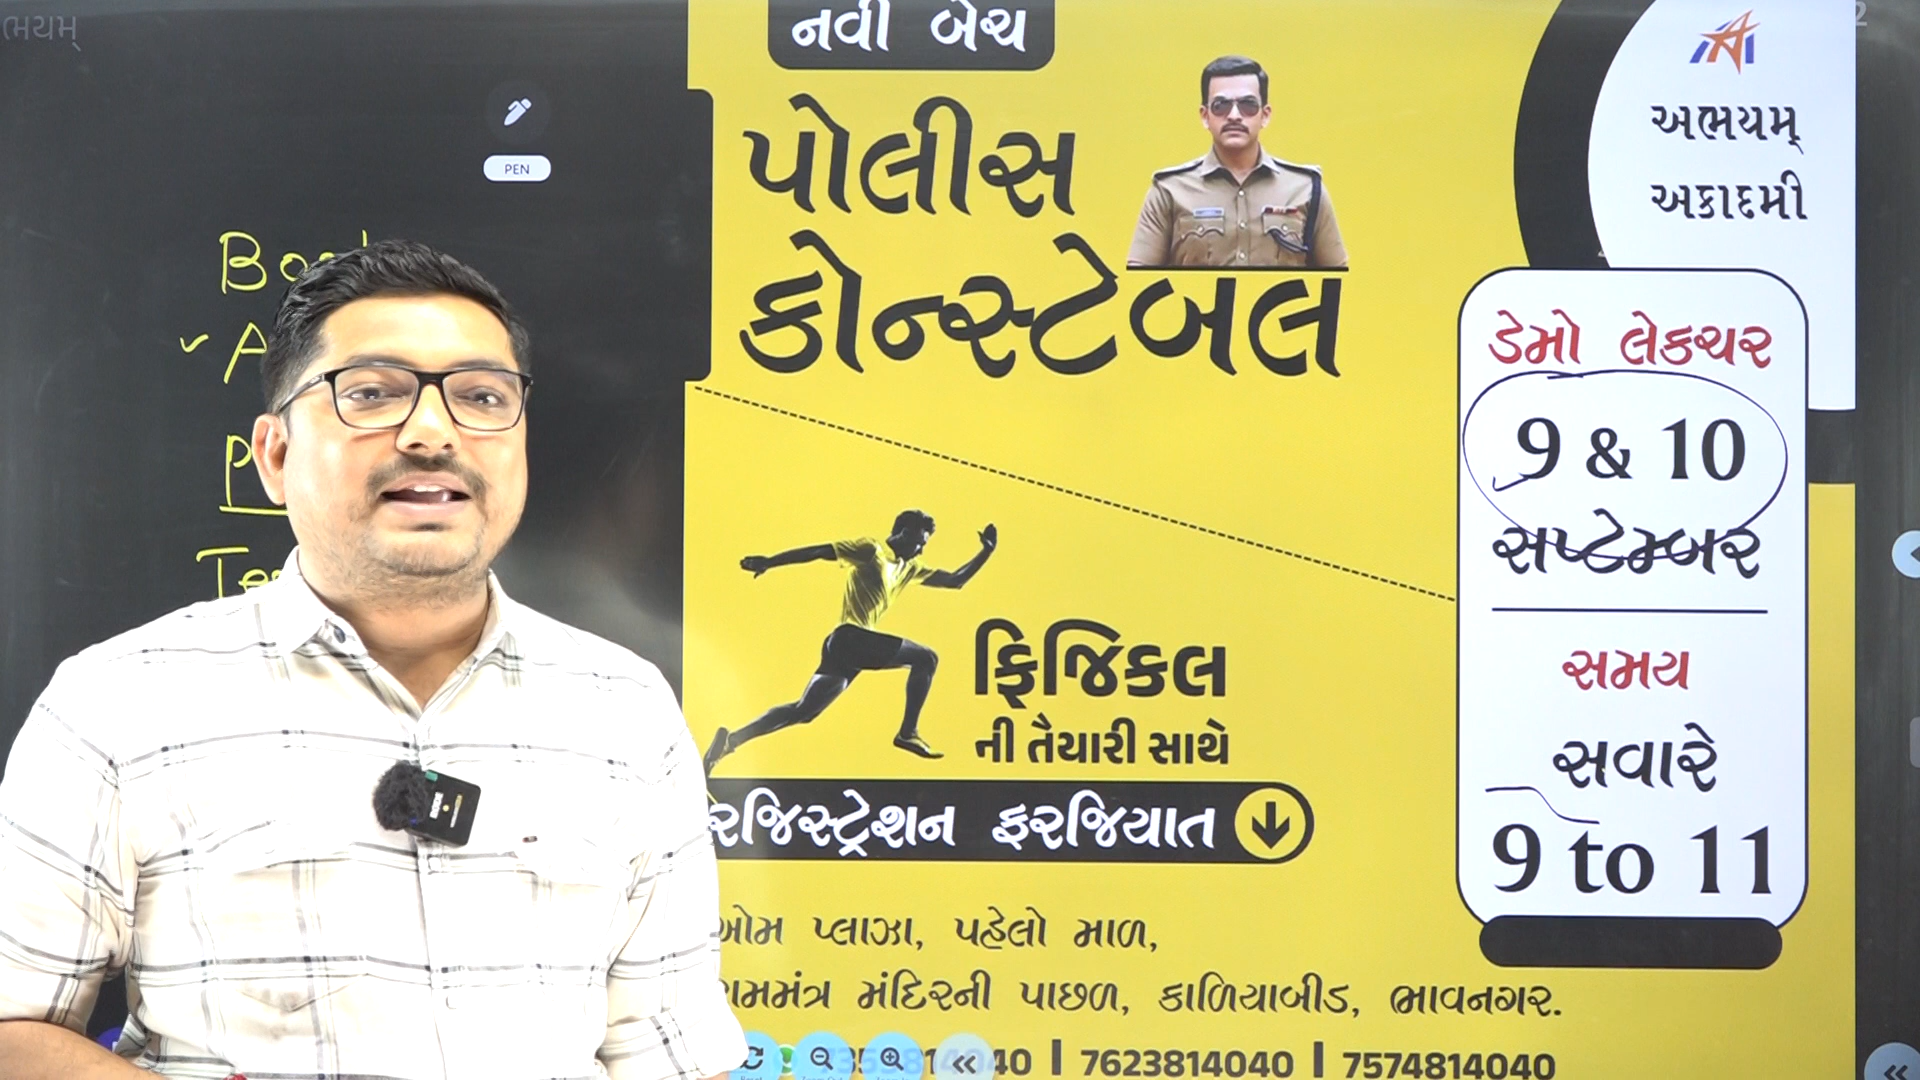 નવી બેચ
પોલીસ
કોન્સ્ટેબલ
અભયમ્
અકાદમી
PEN
ડેમો લેક્ચર
9 & 10
સપ્ટેમ્બર
સમય
સવારે
9 to 11
ફિજિકલ
ની તૈયારી સાથે
રજિસ્ટ્રેશન ફરજિયાત
ઓમ પ્લાઝા, પહેલો માળ,
મંદિરની પાછળ, કાળિયાબીડ, ભાવનગર.
7623814040 | 7574814040